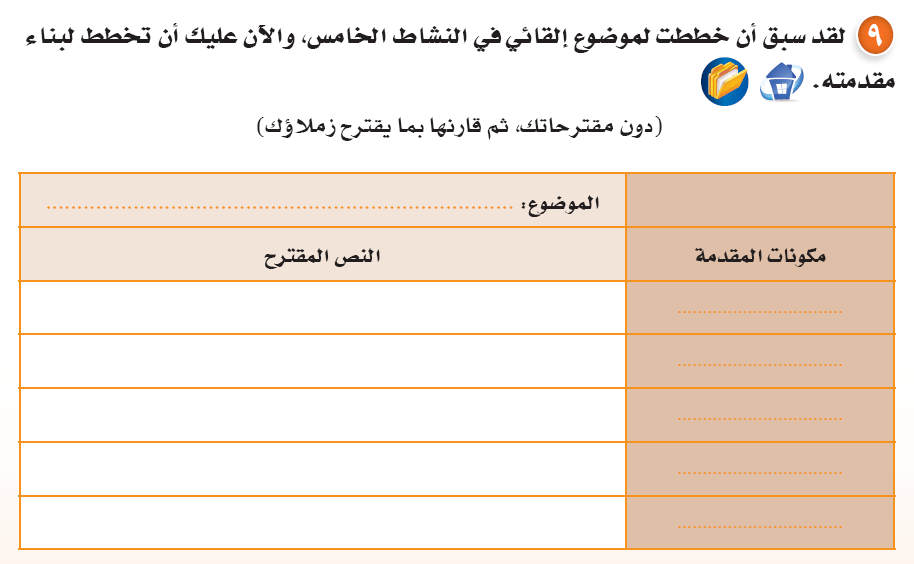 ٩ لقد سبق أن خططت لموضوع إلقائي في النشاط الخامس، والآن عليك أن تخطط لبناء
مقدمته.
(دون مقترحاتك، ثم قارنها بما يقترح زملاؤك)
الموضوع: ..............................................................................
مكونات المقدمة
النص المقترح
..............................
..............................
..............................
..............................
..............................